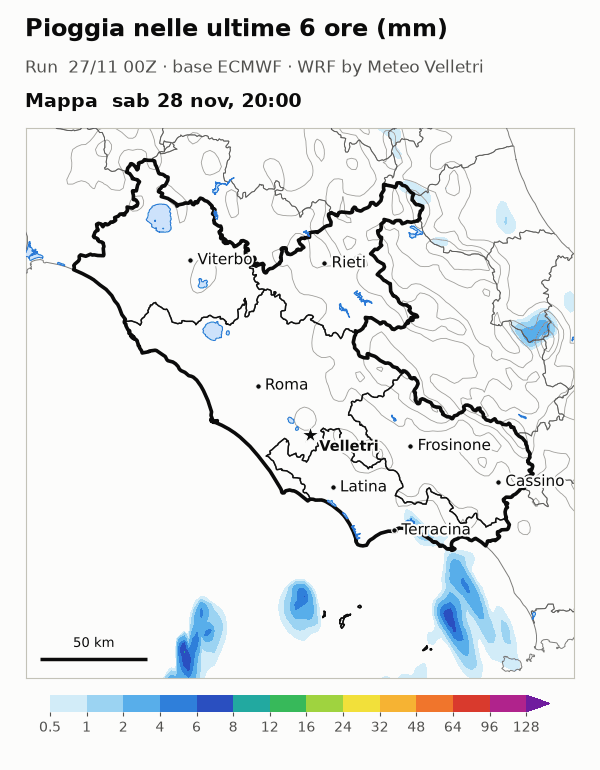 Pioggia nelle ultime 6 ore (mm)
Run  27/11 00Z · base ECMWF · WRF by Meteo Velletri
Mappa  sab 28 nov, 20:00
Viterbo
Rieti
Roma
Velletri
Frosinone
Latina
Cassino
Terracina
50 km
0.5 1 2 4 6 8 12 16 24 32 48 64 96 128